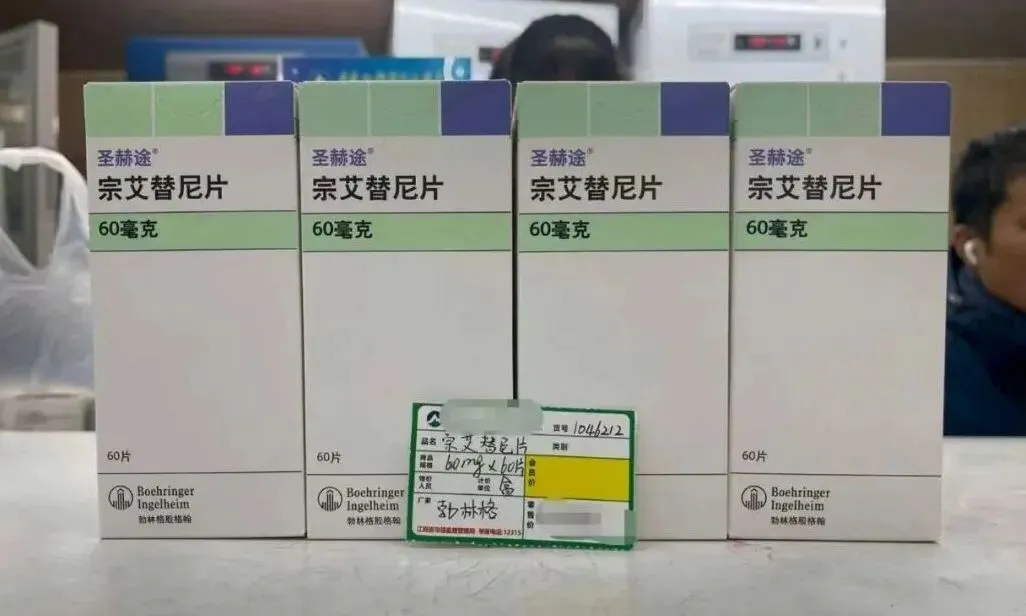 圣赫途®
宗艾替尼片
60毫克
60片
Boehringer
Ingelheim
勃林格殷格翰
圣赫途®
宗艾替尼片
60毫克
60片
Boehringer
Ingelheim
勃林格殷格翰
圣赫途®
宗艾替尼片
60毫克
圣赫途®
宗艾替尼片
60毫克
60片
Boehringer
Ingelheim
勃林格殷格翰
货号 1046212
品名 宗艾替尼片 类别
商品规格 60mg×60片 会员价
物价人员 计价单位 盒
厂家 勃林格 零售价
举报电话:12315